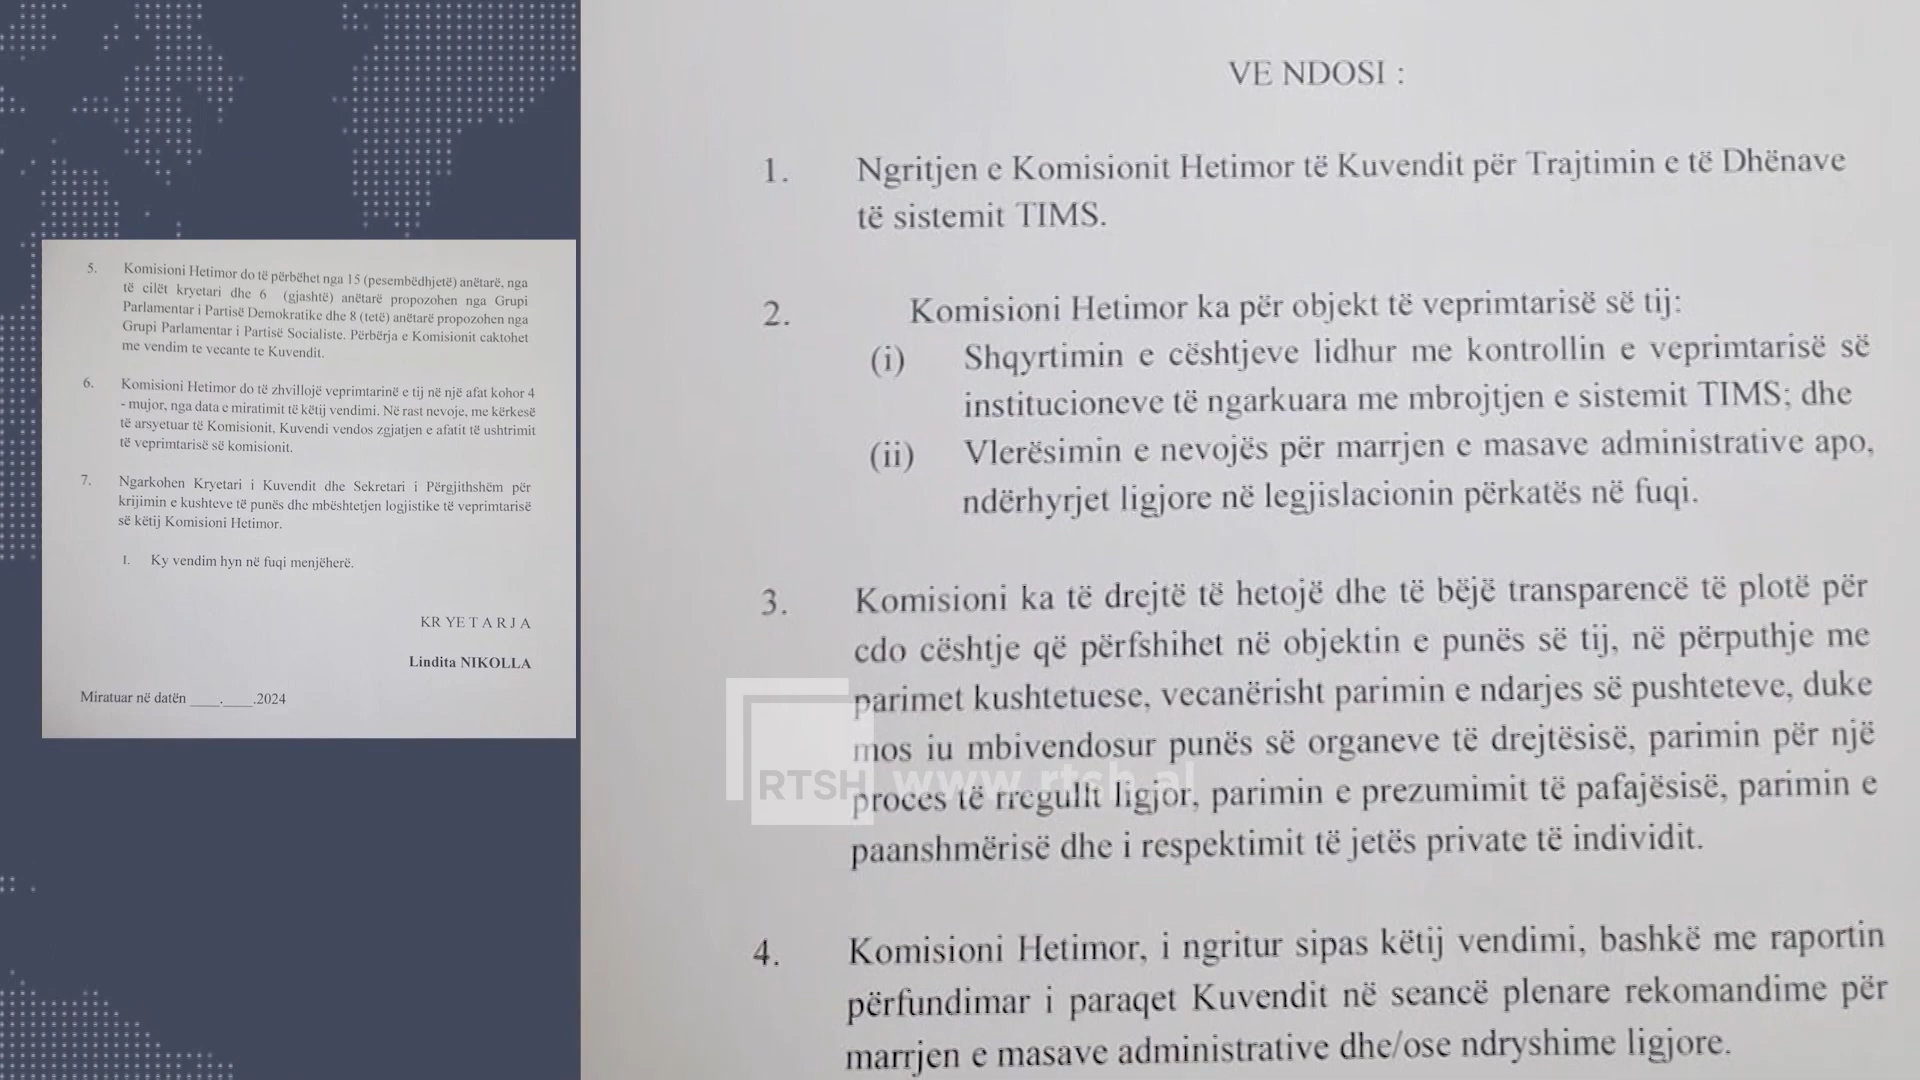 VE NDOSI :
1. Ngritjen e Komisionit Hetimor të Kuvendit për Trajtimin e të Dhënave
të sistemit TIMS.
2. Komisioni Hetimor ka për objekt të veprimtarisë së tij:
(i) Shqyrtimin e cështjeve lidhur me kontrollin e veprimtarisë së
institucioneve të ngarkuara me mbrojtjen e sistemit TIMS; dhe
(ii) Vlerësimin e nevojës për marrjen e masave administrative apo,
ndërhyrjet ligjore në legjislacionin përkatës në fuqi.
3. Komisioni ka të drejtë të hetojë dhe të bëjë transparencë të plotë për
cdo cështje që përfshihet në objektin e punës së tij, në përputhje me
parimet kushtetuese, vecanërisht parimin e ndarjes së pushteteve, duke
mos iu mbivendosur punës së organeve të drejtësisë, parimin për një
proces të rregullt ligjor, parimin e prezumimit të pafajësisë, parimin e
paanshmërisë dhe i respektimit të jetës private të individit.
4. Komisioni Hetimor, i ngritur sipas këtij vendimi, bashkë me raportin
përfundimar i paraqet Kuvendit në seancë plenare rekomandime për
marrjen e masave administrative dhe/ose ndryshime ligjore.
5. Komisioni Hetimor do të përbëhet nga 15 (pesembëdhjetë) anëtarë, nga
të cilët kryetari dhe 6 (gjashtë) anëtarë propozohen nga Grupi
Parlamentar i Partisë Demokratike dhe 8 (tetë) anëtarë propozohen nga
Grupi Parlamentar i Partisë Socialiste. Përbërja e Komisionit caktohet
me vendim te vecante te Kuvendit.
6. Komisioni Hetimor do të zhvillojë veprimtarinë e tij në një afat kohor 4
- mujor, nga data e miratimit të këtij vendimi. Në rast nevoje, me kërkesë
të arsyetuar të Komisionit, Kuvendi vendos zgjatjen e afatit të ushtrimit
të veprimtarisë së komisionit.
7. Ngarkohen Kryetari i Kuvendit dhe Sekretari i Përgjithshëm për
krijimin e kushteve të punës dhe mbështetjen logjistike të veprimtarisë
së këtij Komisioni Hetimor.
1. Ky vendim hyn në fuqi menjëherë.
KR YE T A R J A
Lindita NIKOLLA
Miratuar në datën ____.____.2024
RTSH www.rtsh.al